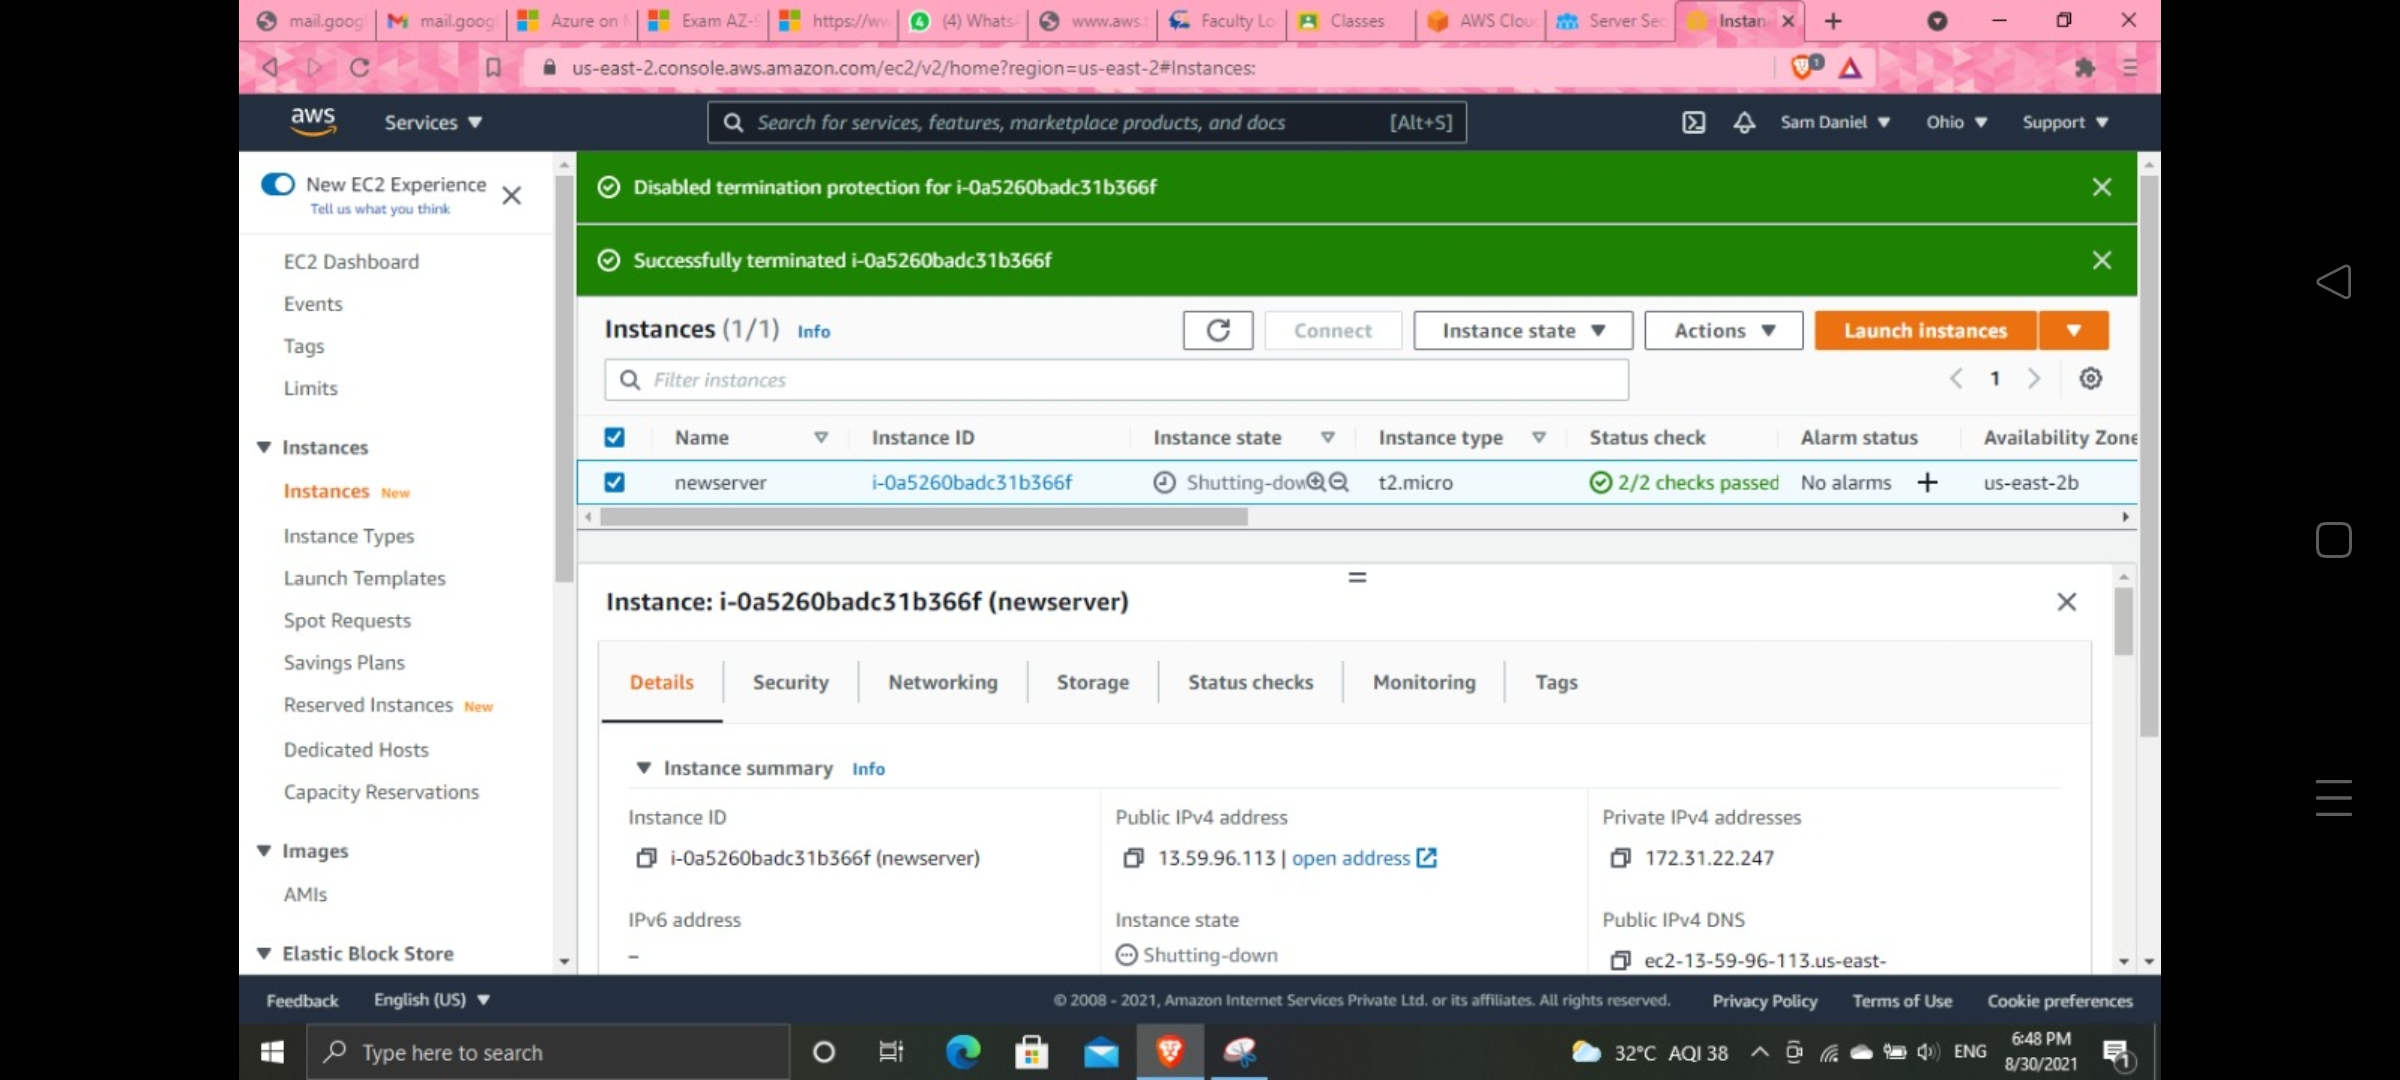 mail.goog
mail.goog
Azure on
Exam AZ-9
https://ww
(4) Whats
www.aws.t
Faculty Lo
Classes
AWS Clou
Server Sec
Instan
us-east-2.console.aws.amazon.com/ec2/v2/home?region=us-east-2#Instances:
1
aws
Services
Search for services, features, marketplace products, and docs
[Alt+S]
Sam Daniel
Ohio
Support
New EC2 Experience
Tell us what you think
EC2 Dashboard
Events
Tags
Limits
Instances
Instances New
Instance Types
Launch Templates
Spot Requests
Savings Plans
Reserved Instances New
Dedicated Hosts
Capacity Reservations
Images
AMIs
Elastic Block Store
Disabled termination protection for i-0a5260badc31b366f
Successfully terminated i-0a5260badc31b366f
Instances (1/1) Info
Connect
Instance state
Actions
Launch instances
Filter instances
1
Name
Instance ID
Instance state
Instance type
Status check
Alarm status
Availability Zone
newserver
i-0a5260badc31b366f
Shutting-dow
t2.micro
2/2 checks passed
No alarms
us-east-2b
Instance: i-0a5260badc31b366f (newserver)
Details
Security
Networking
Storage
Status checks
Monitoring
Tags
Instance summary Info
Instance ID
Public IPv4 address
Private IPv4 addresses
i-0a5260badc31b366f (newserver)
13.59.96.113 | open address
172.31.22.247
IPv6 address
Instance state
Public IPv4 DNS
–
Shutting-down
ec2-13-59-96-113.us-east-
Feedback
English (US)
© 2008 - 2021, Amazon Internet Services Private Ltd. or its affiliates. All rights reserved.
Privacy Policy
Terms of Use
Cookie preferences
Type here to search
32°C AQI 38
ENG
6:48 PM
8/30/2021
1